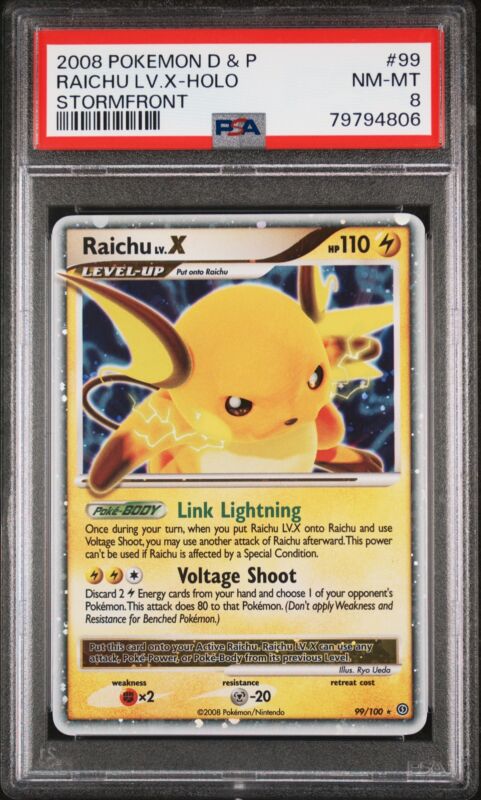 2008 POKEMON D & P #99
RAICHU LV.X-HOLO NM-MT
STORMFRONT 8
PSA 79794806
Raichu LV.X HP 110
LEVEL-UP Put onto Raichu
Poké-BODY Link Lightning
Once during your turn, when you put Raichu LV.X onto Raichu and use
Voltage Shoot, you may use another attack of Raichu afterward. This power
can't be used if Raichu is affected by a Special Condition.
Voltage Shoot
Discard 2 Energy cards from your hand and choose 1 of your opponent's
Pokémon. This attack does 80 to that Pokémon. (Don't apply Weakness and
Resistance for Benched Pokémon.)
Put this card onto your Active Raichu. Raichu LV.X can use any
attack, Poké-Power, or Poké-Body from its previous Level.
Illus. Ryo Ueda
weakness resistance retreat cost
×2 -20
©2008 Pokémon/Nintendo 99/100 ★
PSA